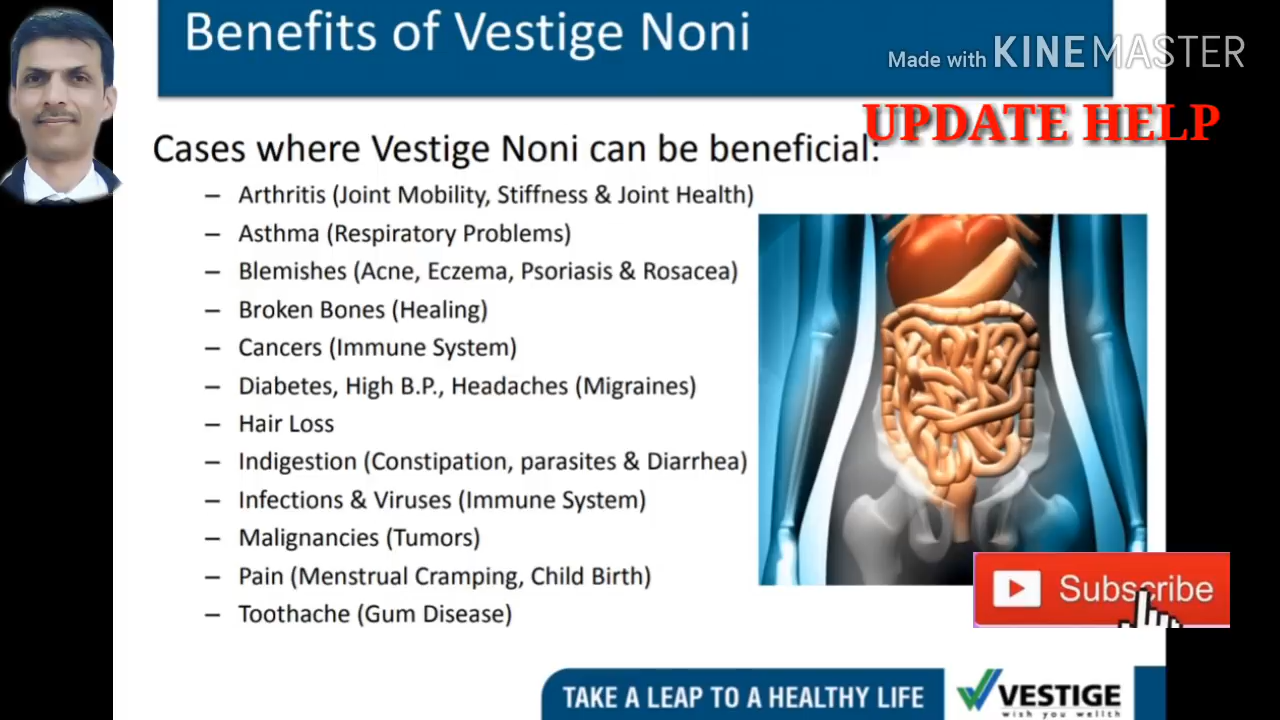 Benefits of Vestige Noni
Made with KINEMASTER
UPDATE HELP
Cases where Vestige Noni can be beneficial:
– Arthritis (Joint Mobility, Stiffness & Joint Health)
– Asthma (Respiratory Problems)
– Blemishes (Acne, Eczema, Psoriasis & Rosacea)
– Broken Bones (Healing)
– Cancers (Immune System)
– Diabetes, High B.P., Headaches (Migraines)
– Hair Loss
– Indigestion (Constipation, parasites & Diarrhea)
– Infections & Viruses (Immune System)
– Malignancies (Tumors)
– Pain (Menstrual Cramping, Child Birth)
– Toothache (Gum Disease)
Subscribe
TAKE A LEAP TO A HEALTHY LIFE
VESTIGE
wish you wellth